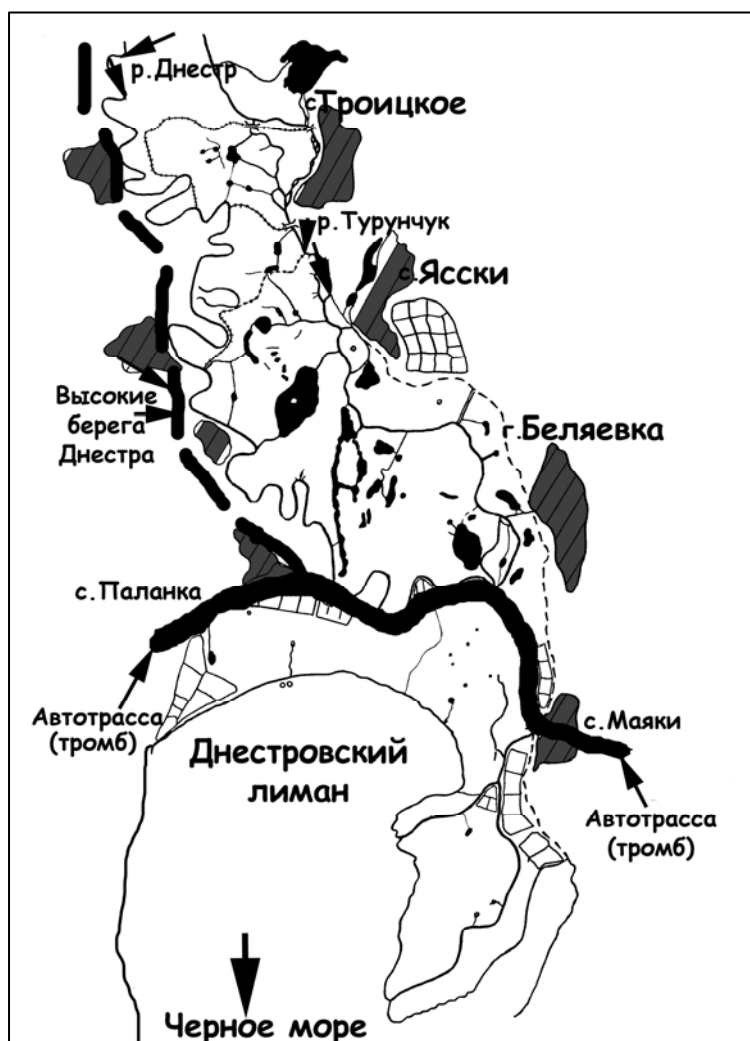 р.Днестр
с Троицкое
р.Турунчук
с.Ясски
Высокие
берега
Днестра
г.Беляевка
с.Паланка
Автотрасса
(тромб)
с.Маяки
Днестровский
лиман
Автотрасса
(тромб)
Черное море